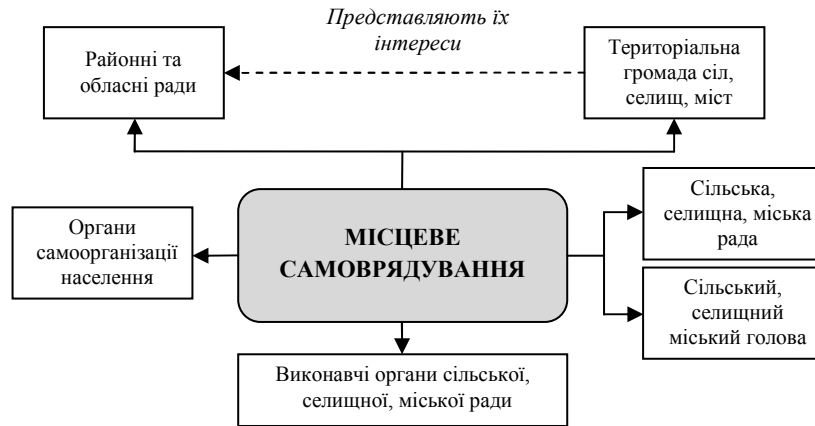 Представляють їх
інтереси
Районні та
обласні ради
Територіальна
громада сіл,
селищ, міст
Органи
самоорганізації
населення
МІСЦЕВЕ
САМОВРЯДУВАННЯ
Сільська,
селищна, міська
рада
Сільський,
селищний
міський голова
Виконавчі органи сільської,
селищної, міської ради